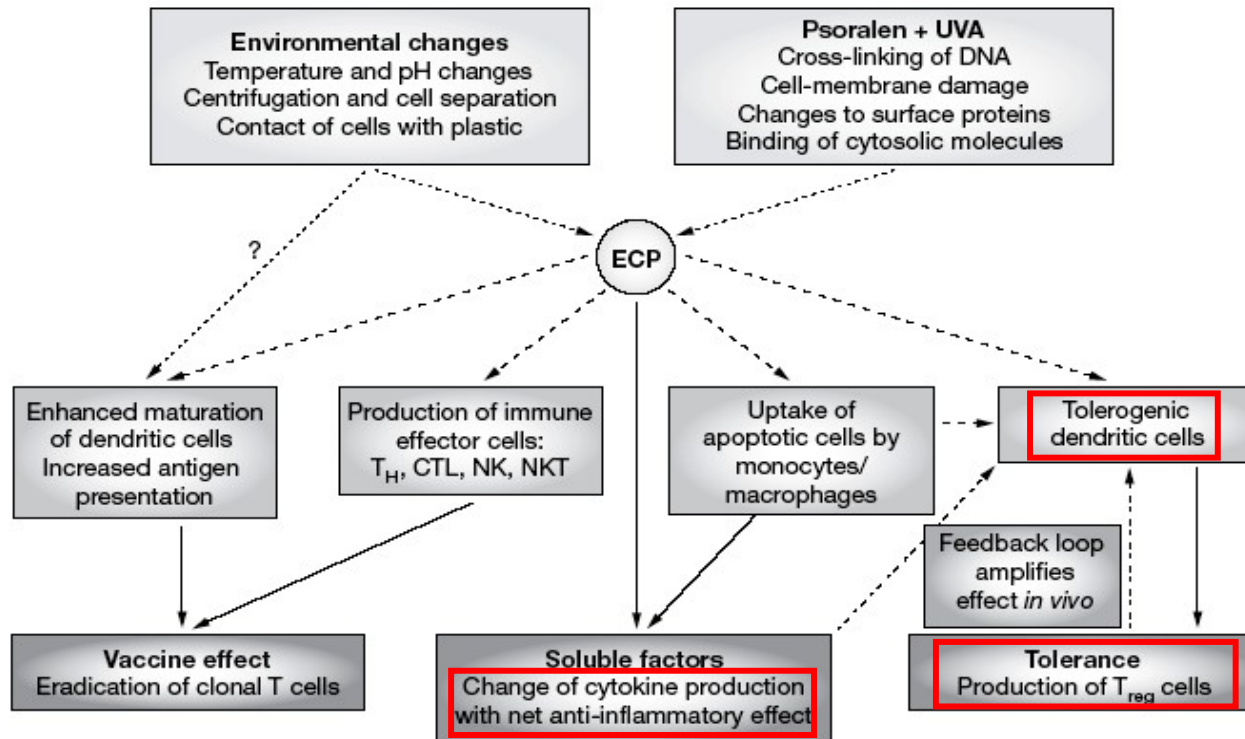 Environmental changes
Temperature and pH changes
Centrifugation and cell separation
Contact of cells with plastic
Psoralen + UVA
Cross-linking of DNA
Cell-membrane damage
Changes to surface proteins
Binding of cytosolic molecules
?
ECP
Enhanced maturation
of dendritic cells
Increased antigen
presentation
Production of immune
effector cells:
T_H, CTL, NK, NKT
Uptake of
apoptotic cells by
monocytes/
macrophages
Tolerogenic
dendritic cells
Feedback loop
amplifies
effect in vivo
Vaccine effect
Eradication of clonal T cells
Soluble factors
Change of cytokine production
with net anti-inflammatory effect
Tolerance
Production of T_reg cells